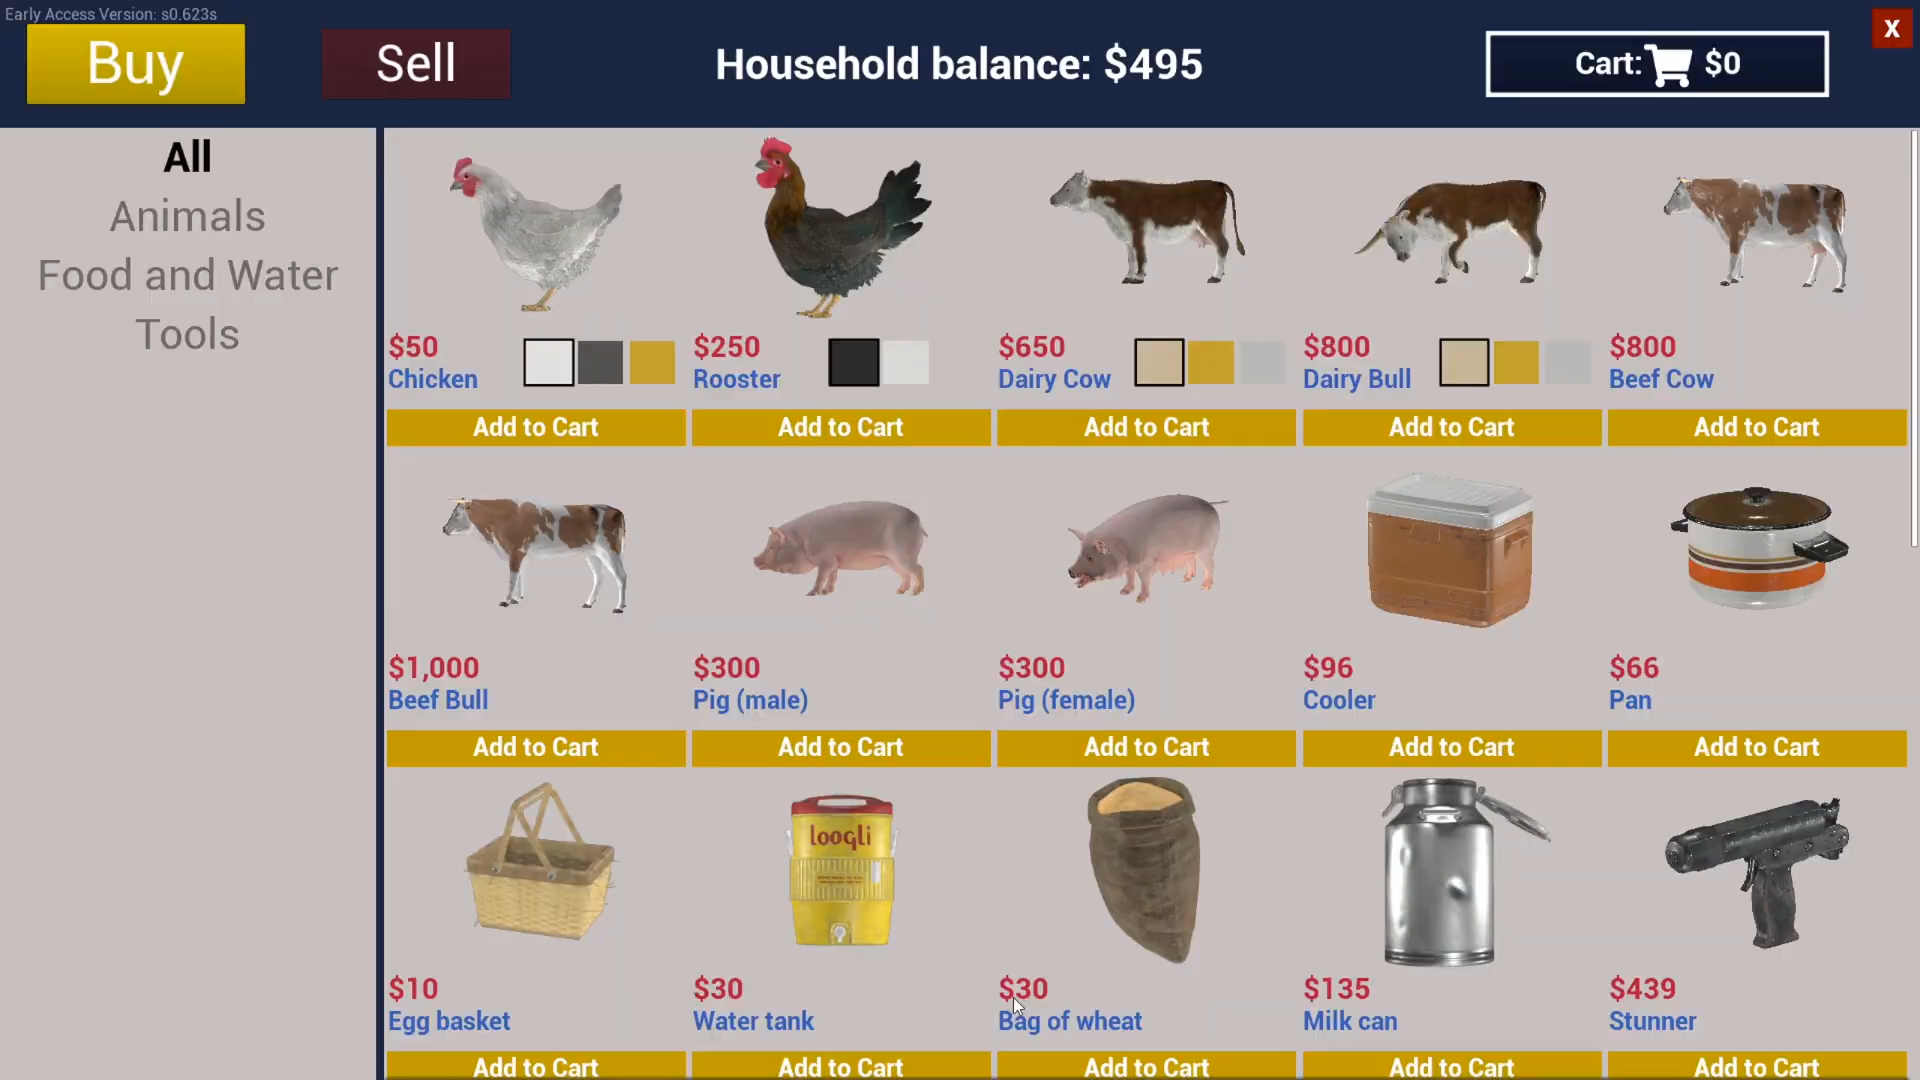 Early Access Version: s0.623s
Buy
Sell
Household balance: $495
Cart: $0
X
All
Animals
Food and Water
Tools
$50
Chicken
Add to Cart
$250
Rooster
Add to Cart
$650
Dairy Cow
Add to Cart
$800
Dairy Bull
Add to Cart
$800
Beef Cow
Add to Cart
$1,000
Beef Bull
Add to Cart
$300
Pig (male)
Add to Cart
$300
Pig (female)
Add to Cart
$96
Cooler
Add to Cart
$66
Pan
Add to Cart
$10
Egg basket
Add to Cart
loogli
$30
Water tank
Add to Cart
$30
Bag of wheat
Add to Cart
$135
Milk can
Add to Cart
$439
Stunner
Add to Cart